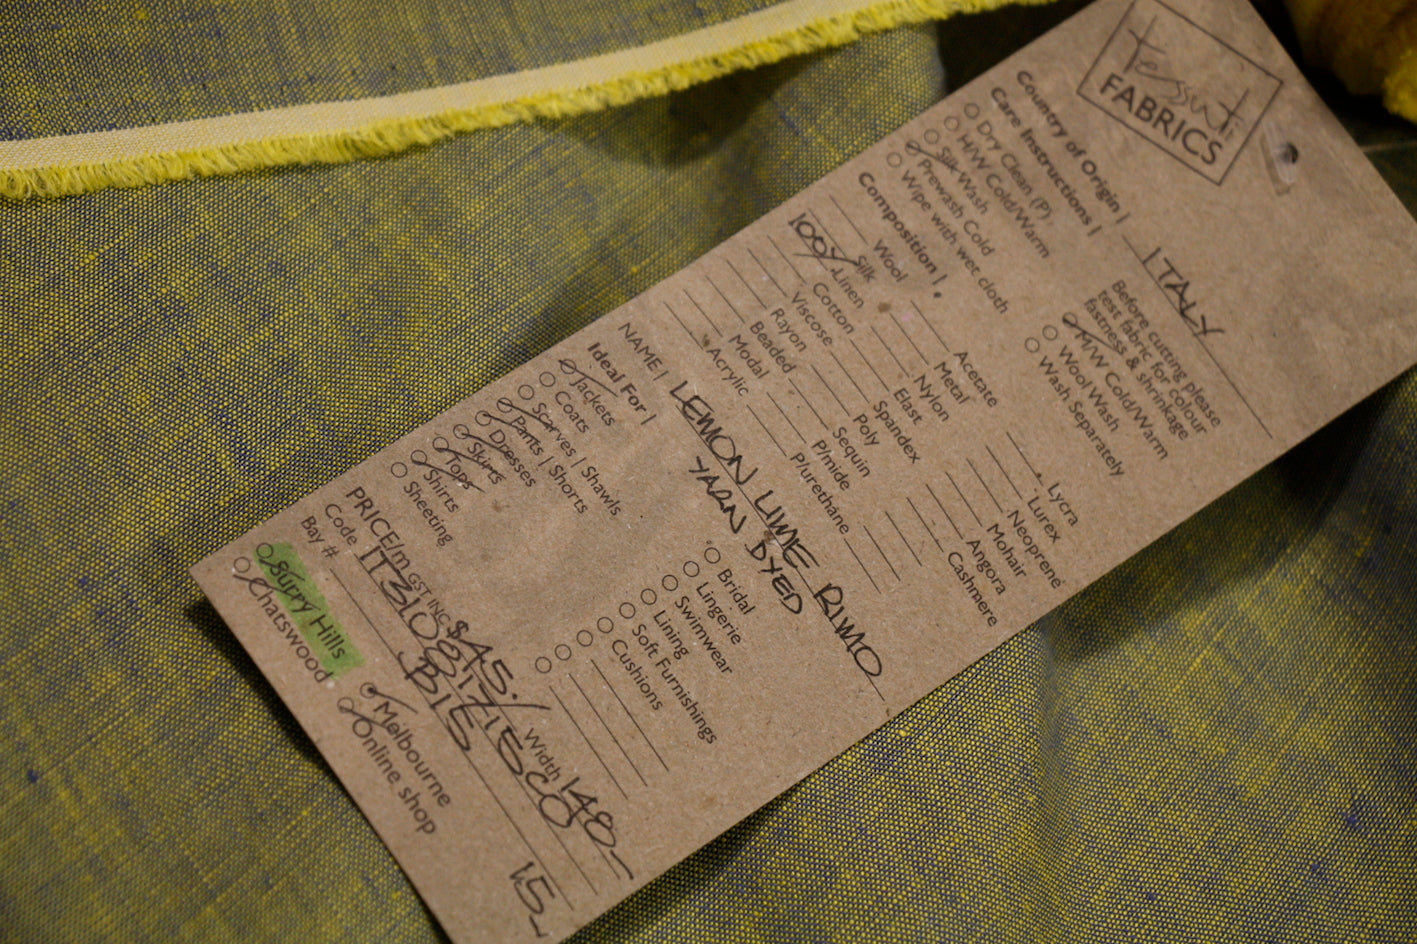 tessuti
FABRICS
Country of Origin | ITALY
Care Instructions |
Dry Clean (P)
H/W Cold/Warm
Silk Wash
Prewash Cold
Wipe with wet cloth
Before cutting please
test fabric for colour
fastness & shrinkage
M/W Cold/Warm
Wool Wash
Wash Separately
Composition |
Wool
Silk
100% Linen
Cotton
Viscose
Rayon
Beaded
Modal
Acrylic
Acetate
Metal
Nylon
Elast
Spandex
Poly
Sequin
P/mide
P/urethane
Lycra
Lurex
Neoprene
Mohair
Angora
Cashmere
NAME | LEMON LIME RIMO
YARN DYED
Ideal For |
Jackets
Coats
Scarves | Shawls
Pants | Shorts
Dresses
Skirts
Tops
Shirts
Sheeting
Bridal
Lingerie
Swimwear
Lining
Soft Furnishings
Cushions
PRICE/m GST INC $45./ Width 148
Code
Bay # B15
15
Surry Hills
Chatswood
Melbourne
Online shop